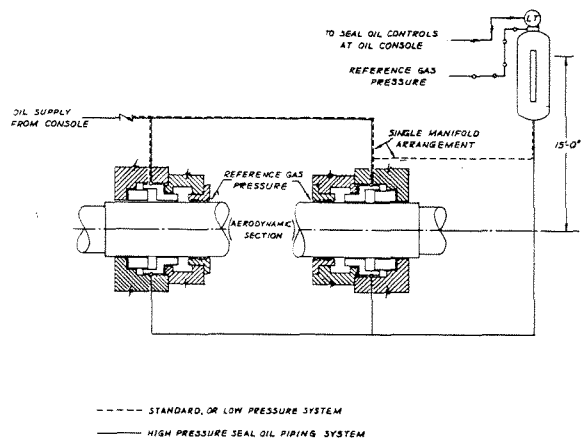 LT
TO SEAL OIL CONTROLS
AT OIL CONSOLE
REFERENCE GAS
PRESSURE
OIL SUPPLY
FROM CONSOLE
SINGLE MANIFOLD
ARRANGEMENT
15'-0"
REFERENCE GAS
PRESSURE
(AERODYNAMIC
SECTION)
STANDARD, OR LOW PRESSURE SYSTEM
HIGH PRESSURE SEAL OIL PIPING SYSTEM